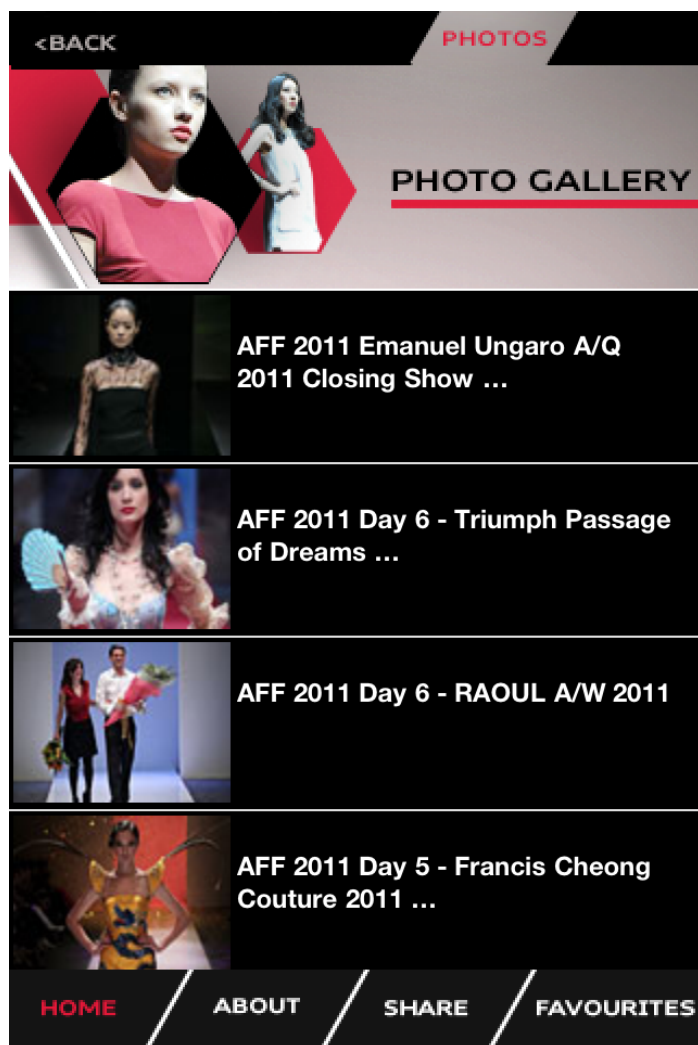 <BACK
PHOTOS
PHOTO GALLERY
AFF 2011 Emanuel Ungaro A/Q
2011 Closing Show ...
AFF 2011 Day 6 - Triumph Passage
of Dreams ...
AFF 2011 Day 6 - RAOUL A/W 2011
AFF 2011 Day 5 - Francis Cheong
Couture 2011 ...
HOME
ABOUT
SHARE
FAVOURITES